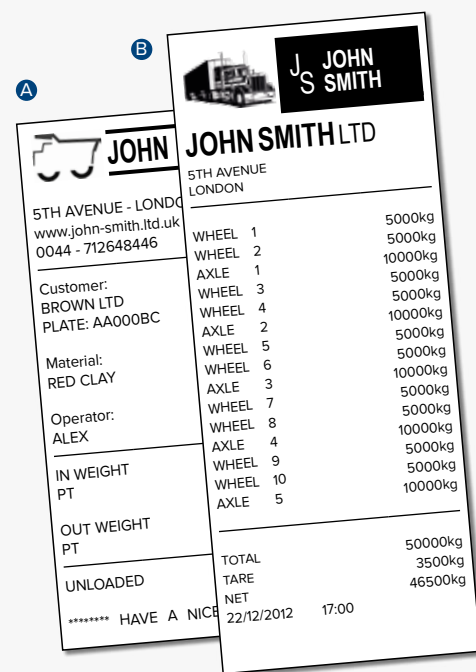 A
JOHN
5TH AVENUE - LONDO
www.john-smith.ltd.uk
0044 - 712648446
Customer:
BROWN LTD
PLATE: AA000BC
Material:
RED CLAY
Operator:
ALEX
IN WEIGHT
PT
OUT WEIGHT
PT
UNLOADED
******** HAVE A NICE
B
JS JOHN SMITH
JOHN SMITH LTD
5TH AVENUE
LONDON
WHEEL 1 5000kg
WHEEL 2 5000kg
AXLE 1 10000kg
WHEEL 3 5000kg
WHEEL 4 5000kg
AXLE 2 10000kg
WHEEL 5 5000kg
WHEEL 6 5000kg
AXLE 3 10000kg
WHEEL 7 5000kg
WHEEL 8 5000kg
AXLE 4 10000kg
WHEEL 9 5000kg
WHEEL 10 5000kg
AXLE 5 10000kg
TOTAL 50000kg
TARE 3500kg
NET 46500kg
22/12/2012 17:00